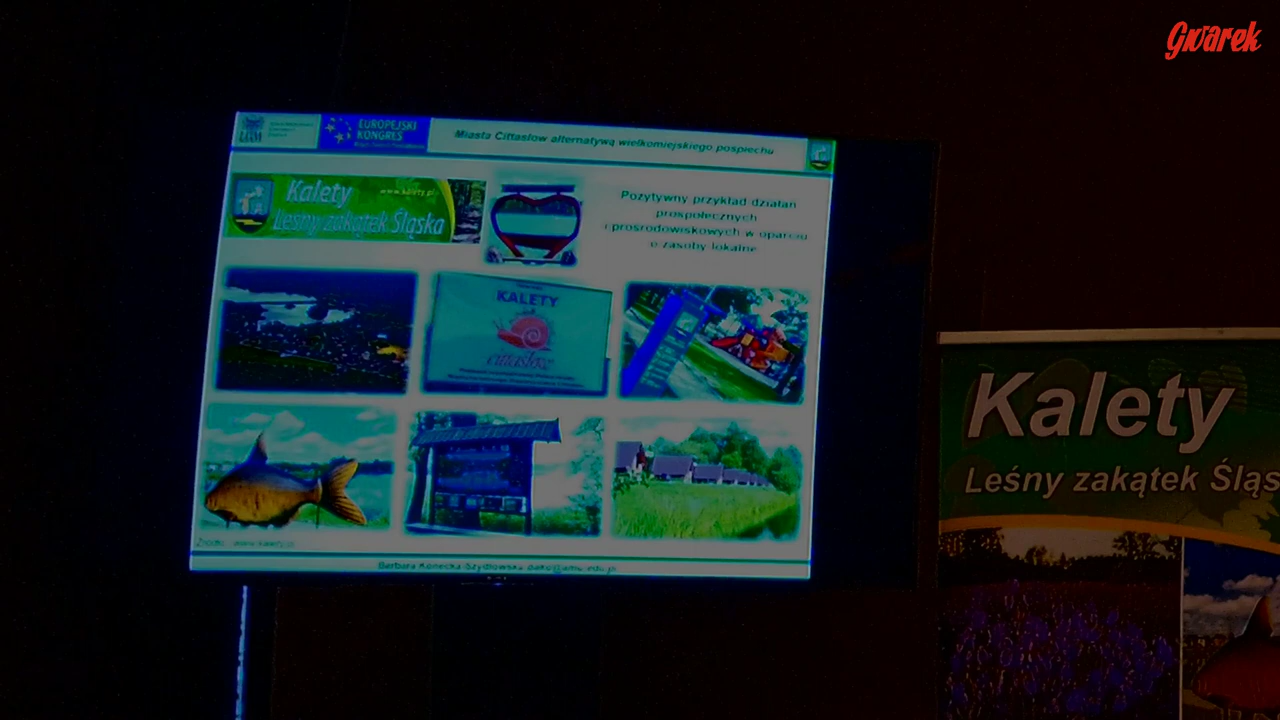 Gwarek
EUROPEJSKI
KONGRES
Miasta Cittaslow alternatywą wielkomiejskiego pospiechu
Kalety
www.kalety.pl
Leśny zakątek Śląska
Pozytywny przykład działań
prospołecznych
i prośrodowiskowych w oparciu
o zasoby lokalne
KALETY
cittaslow
Barbara Konecka-Szydłowska
Kalety
Leśny zakątek Śląs